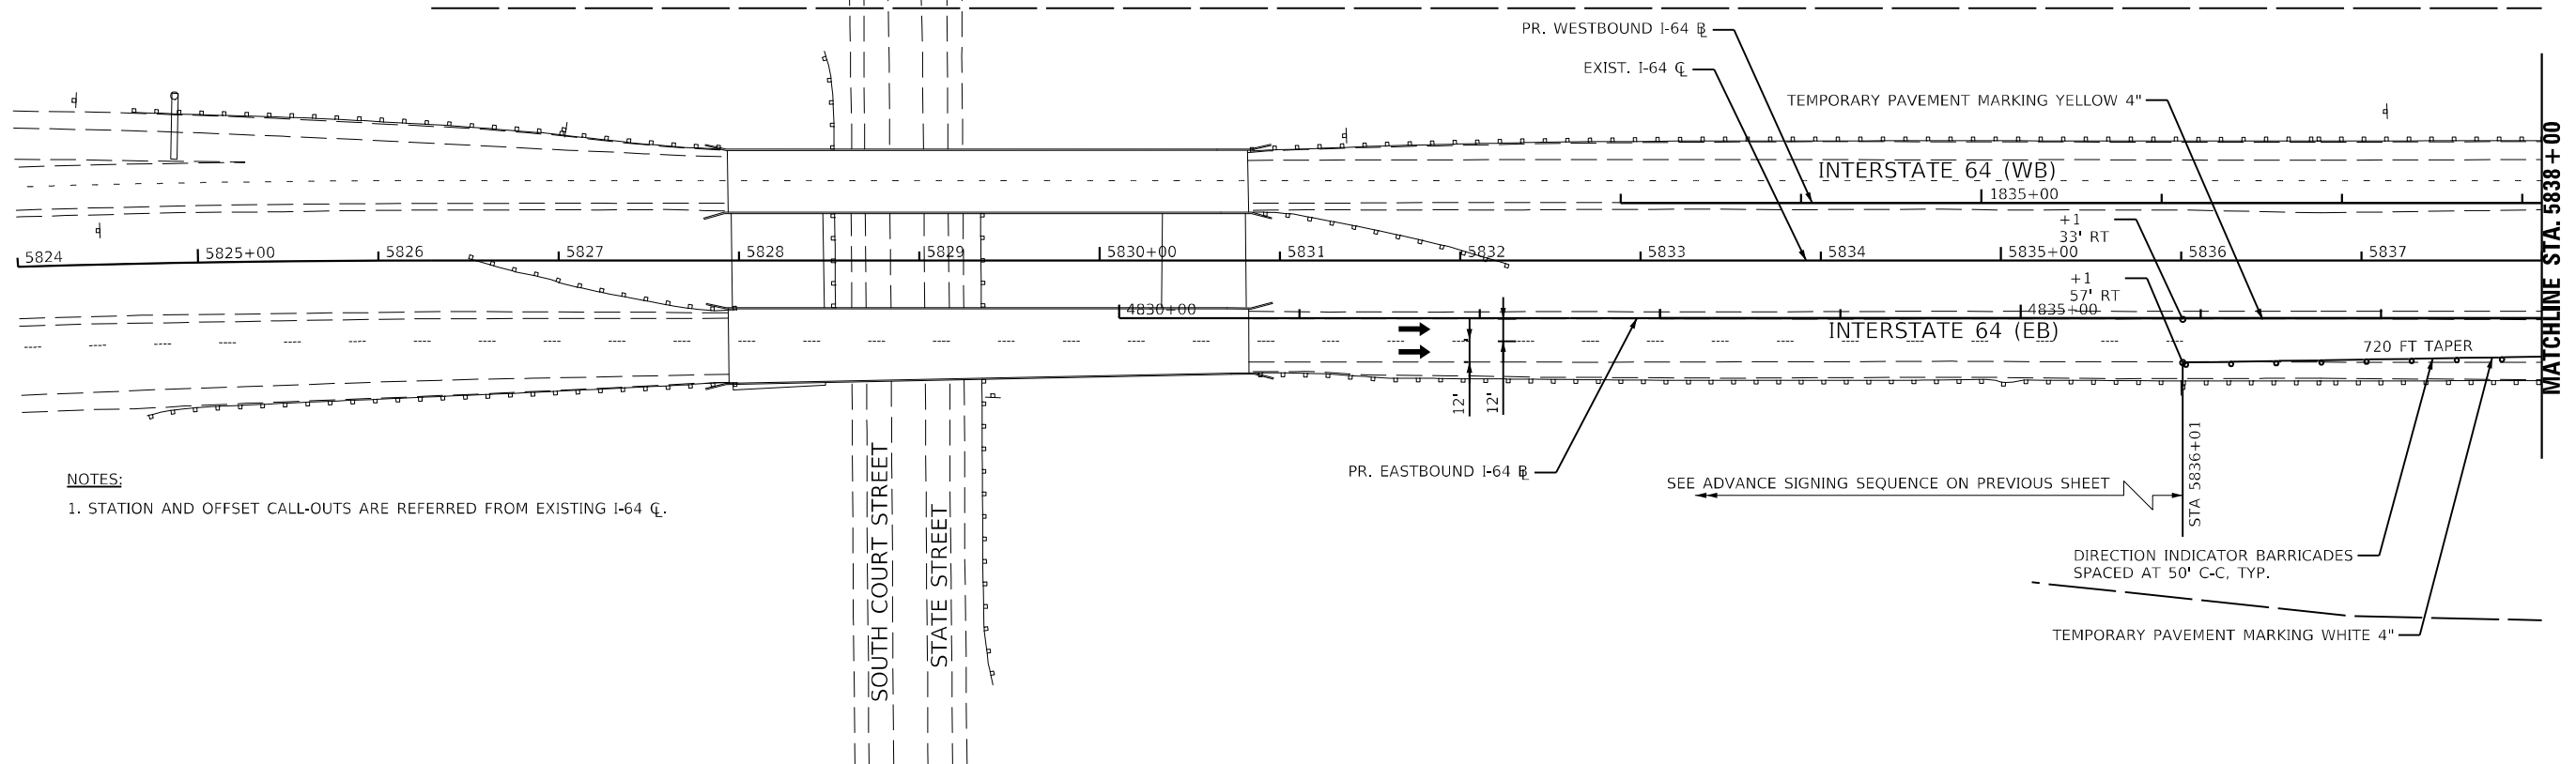 PR. WESTBOUND I-64 ℄
EXIST. I-64 ℄
TEMPORARY PAVEMENT MARKING YELLOW 4"
INTERSTATE 64 (WB)
1835+00
+1
33' RT
5824
5825+00
5826
5827
5828
5829
5830+00
5831
5832
5833
5834
5835+00
5836
5837
+1
57' RT
4830+00
4835+00
INTERSTATE 64 (EB)
720 FT TAPER
MATCHLINE STA. 5838+00
12'
12'
PR. EASTBOUND I-64 ℄
SEE ADVANCE SIGNING SEQUENCE ON PREVIOUS SHEET
STA 5836+01
NOTES:
1. STATION AND OFFSET CALL-OUTS ARE REFERRED FROM EXISTING I-64 ℄.
SOUTH COURT STREET
STATE STREET
DIRECTION INDICATOR BARRICADES
SPACED AT 50' C-C, TYP.
TEMPORARY PAVEMENT MARKING WHITE 4"